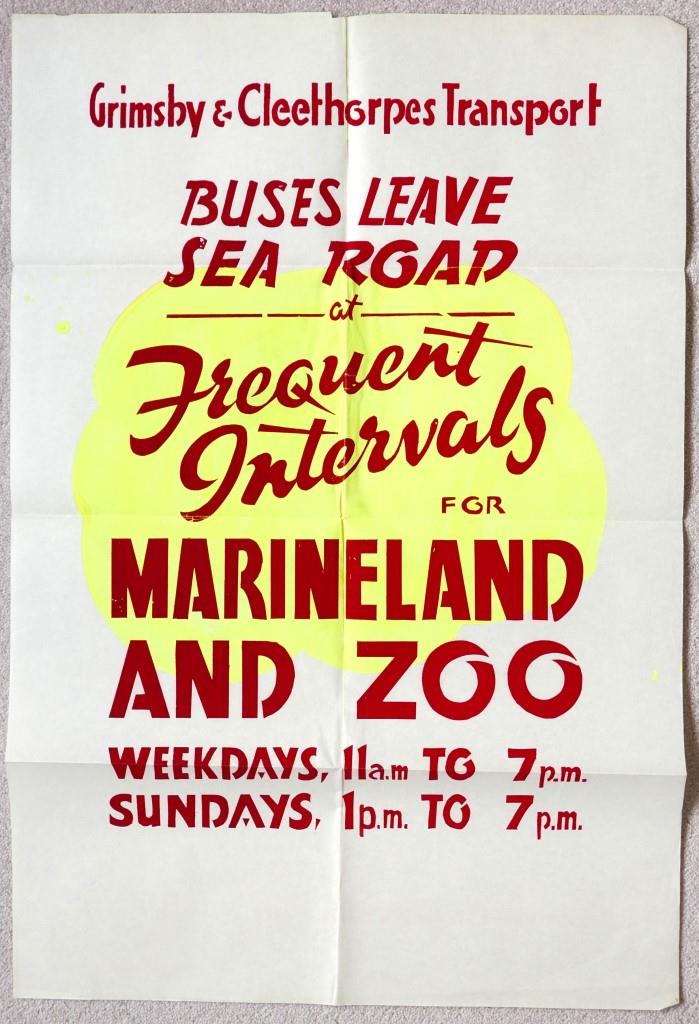 Grimsby & Cleethorpes Transport
BUSES LEAVE
SEA ROAD
at
Frequent
Intervals
FOR
MARINELAND
AND ZOO
WEEKDAYS, 11a.m TO 7p.m.
SUNDAYS, 1p.m. TO 7p.m.